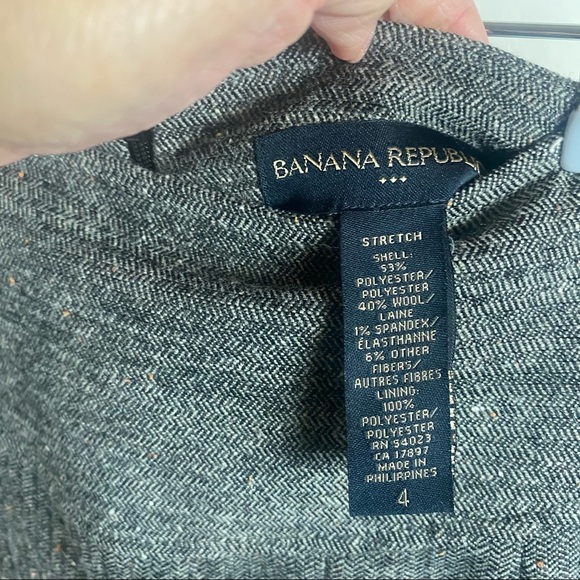 BANANA REPUBLI
STRETCH
SHELL:
53%
POLYESTER/
POLYESTER
40% WOOL/
LAINE
1% SPANDEX/
ÉLASTHANNE
6% OTHER
FIBERS/
AUTRES FIBRES
LINING:
100%
POLYESTER/
POLYESTER
RN 54023
CA 17897
MADE IN
PHILIPPINES
4